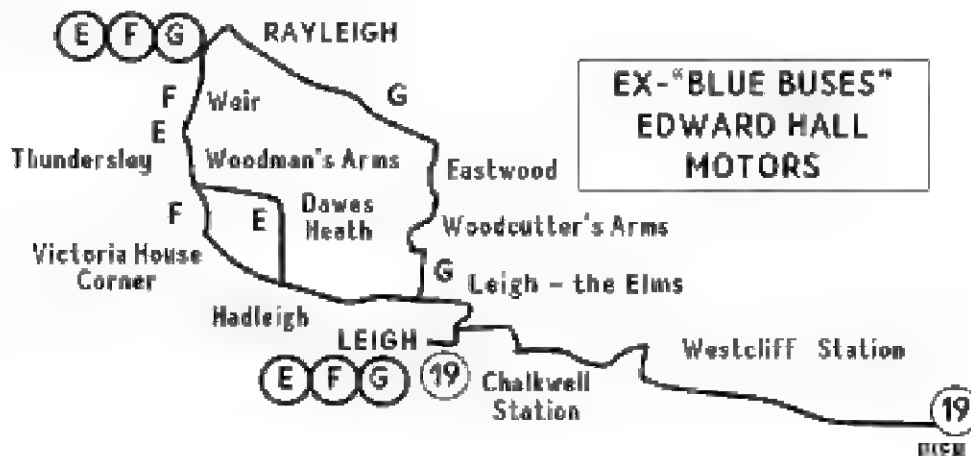 E F G
RAYLEIGH
F
Weir
G
EX-"BLUE BUSES"
EDWARD HALL
MOTORS
E
Thundersley
Woodman's Arms
Eastwood
F
E
Dawes
Heath
Woodcutter's Arms
Victoria House
Corner
G
Leigh - the Elms
Hadleigh
LEIGH
E F G
19
Westcliff Station
Chalkwell
Station
19